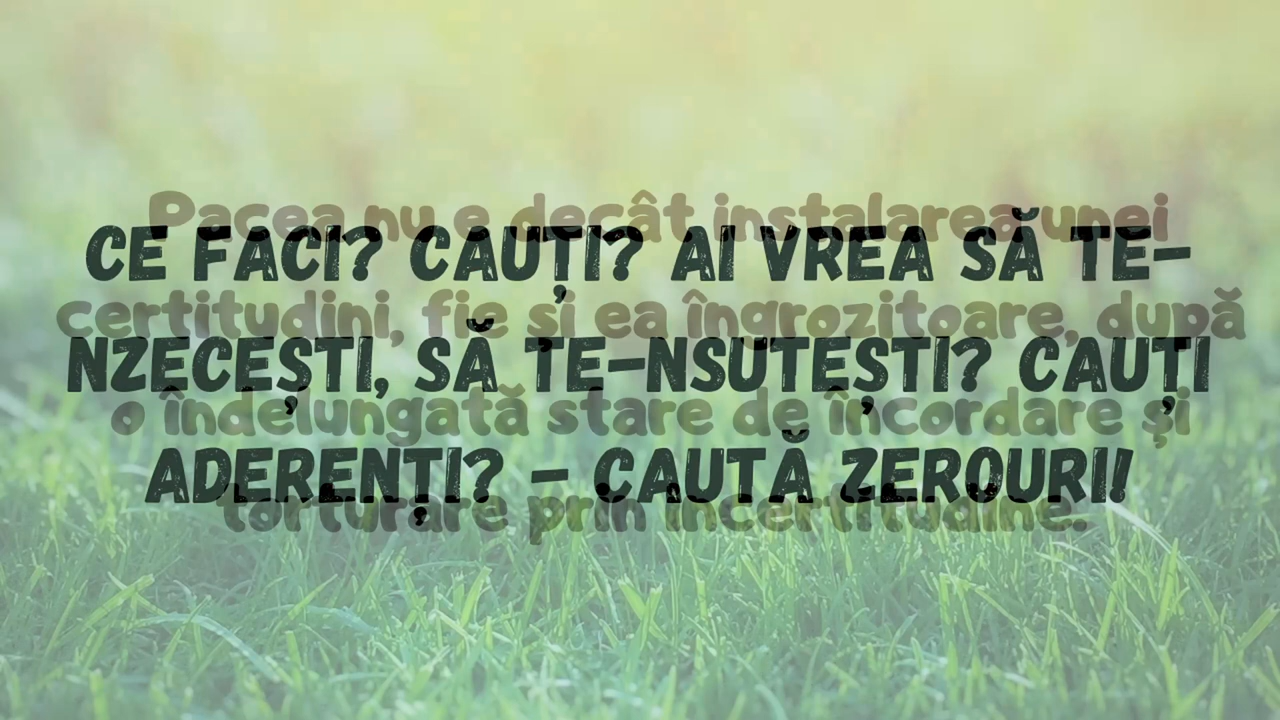 Pacea nu e decât instalarea unei
certitudini, fie și ea îngrozitoare, după
o îndelungată stare de încordare și
torturare prin incertitudine.
CE FACI? CAUȚI? AI VREA SĂ TE-
NZECEȘTI, SĂ TE-NSUTEȘTI? CAUȚI
ADERENȚI? – CAUTĂ ZEROURI!